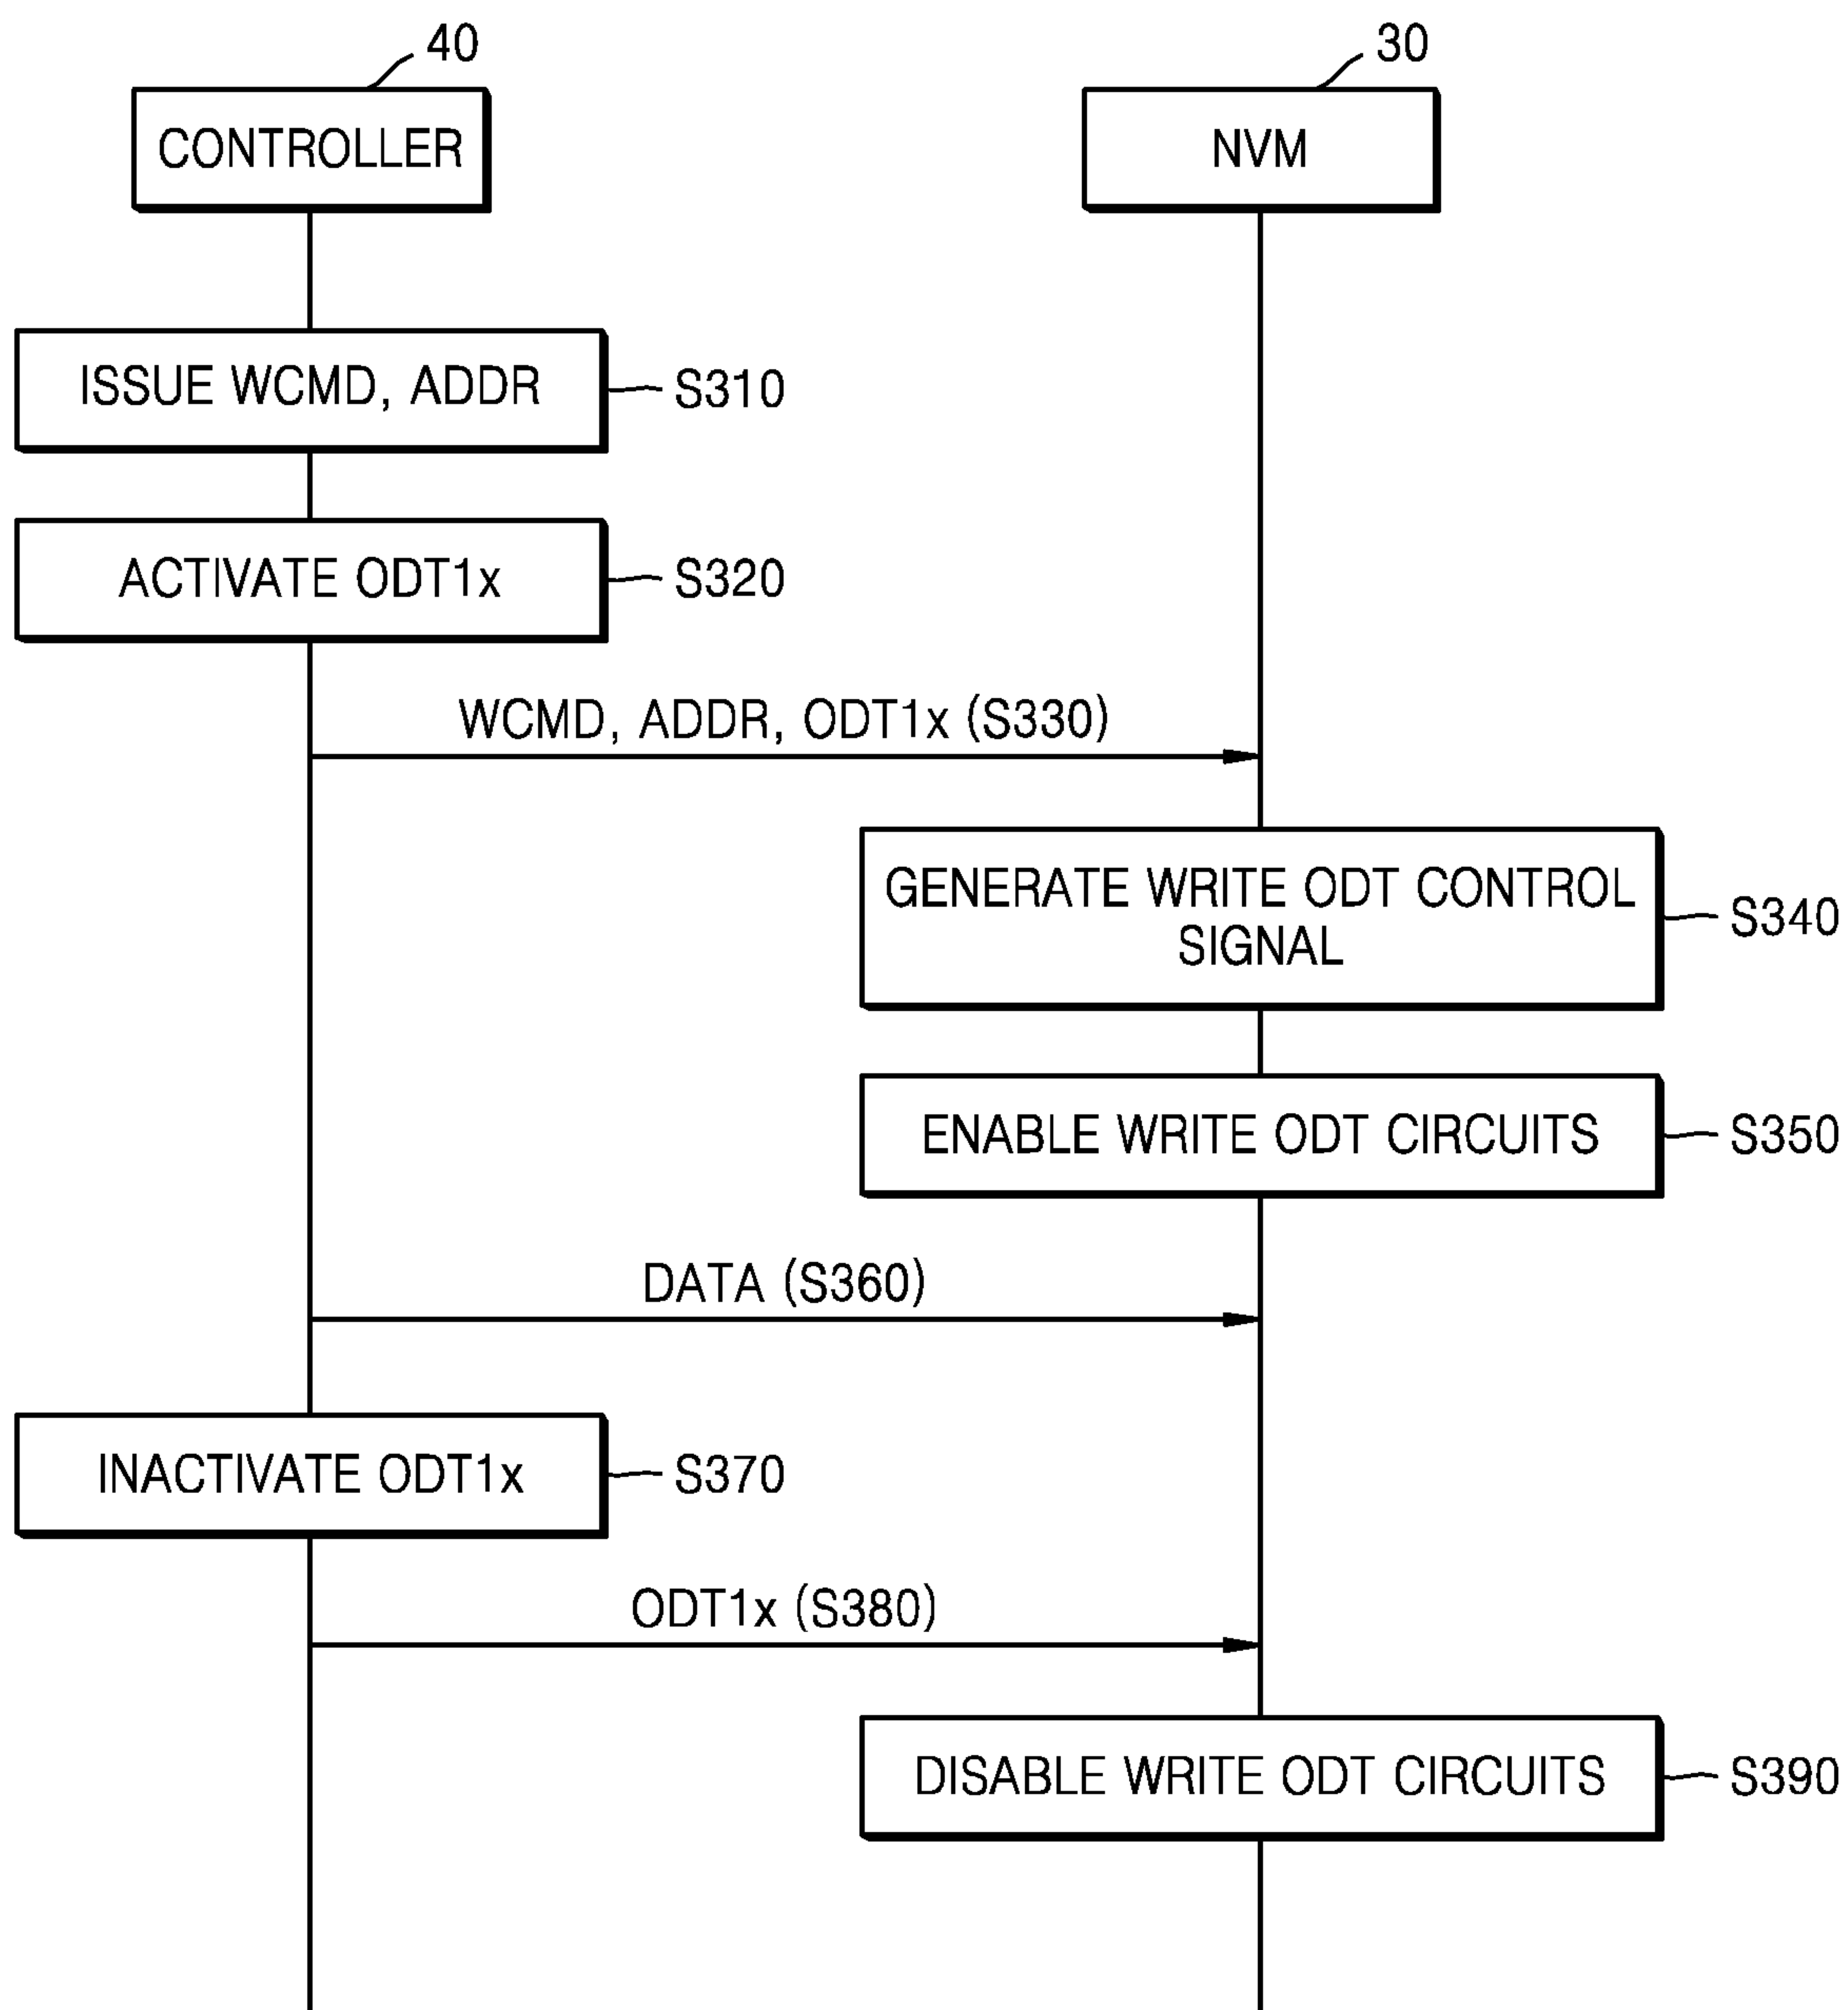 40
30
CONTROLLER
NVM
ISSUE WCMD, ADDR
S310
ACTIVATE ODT1x
S320
WCMD, ADDR, ODT1x (S330)
GENERATE WRITE ODT CONTROL
SIGNAL
S340
ENABLE WRITE ODT CIRCUITS
S350
DATA (S360)
INACTIVATE ODT1x
S370
ODT1x (S380)
DISABLE WRITE ODT CIRCUITS
S390